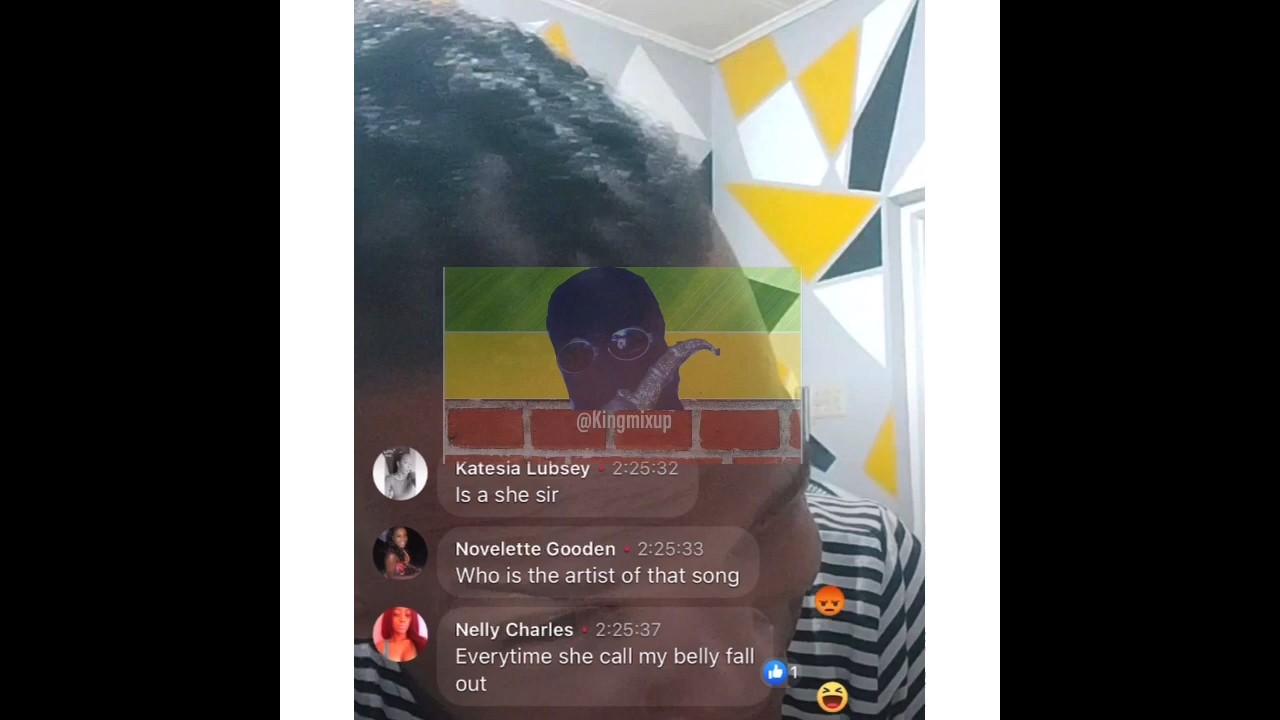 @Kingmixup
Katesia Lubsey • 2:25:32
Is a she sir
Novelette Gooden • 2:25:33
Who is the artist of that song
Nelly Charles • 2:25:37
Everytime she call my belly fall
out
1